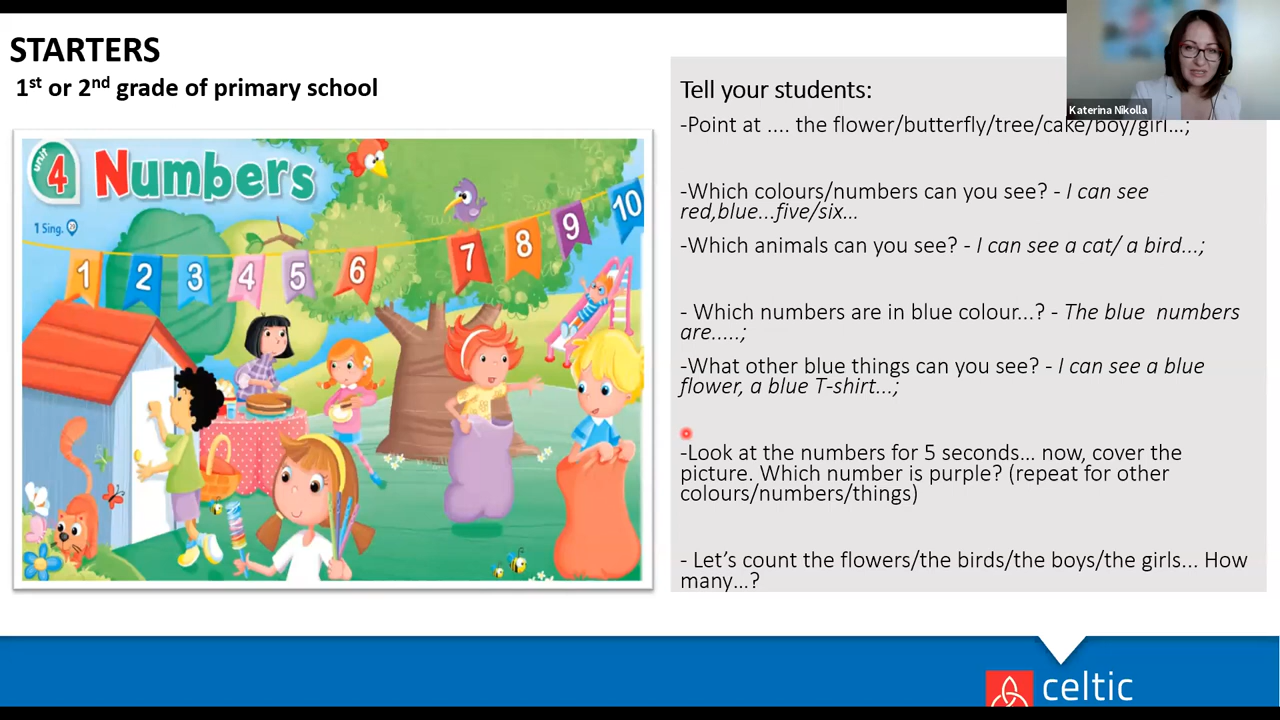 STARTERS
1st or 2nd grade of primary school
unit 4 Numbers
1 Sing. 29
1 2 3 4 5 6 7 8 9 10
Tell your students:
-Point at .... the flower/butterfly/tree/cake/boy/girl...;
-Which colours/numbers can you see? - I can see
red,blue...five/six...
-Which animals can you see? - I can see a cat/ a bird...;
- Which numbers are in blue colour...? - The blue numbers
are.....;
-What other blue things can you see? - I can see a blue
flower, a blue T-shirt...;
-Look at the numbers for 5 seconds... now, cover the
picture. Which number is purple? (repeat for other
colours/numbers/things)
- Let's count the flowers/the birds/the boys/the girls... How
many...?
Katerina Nikolla
celtic